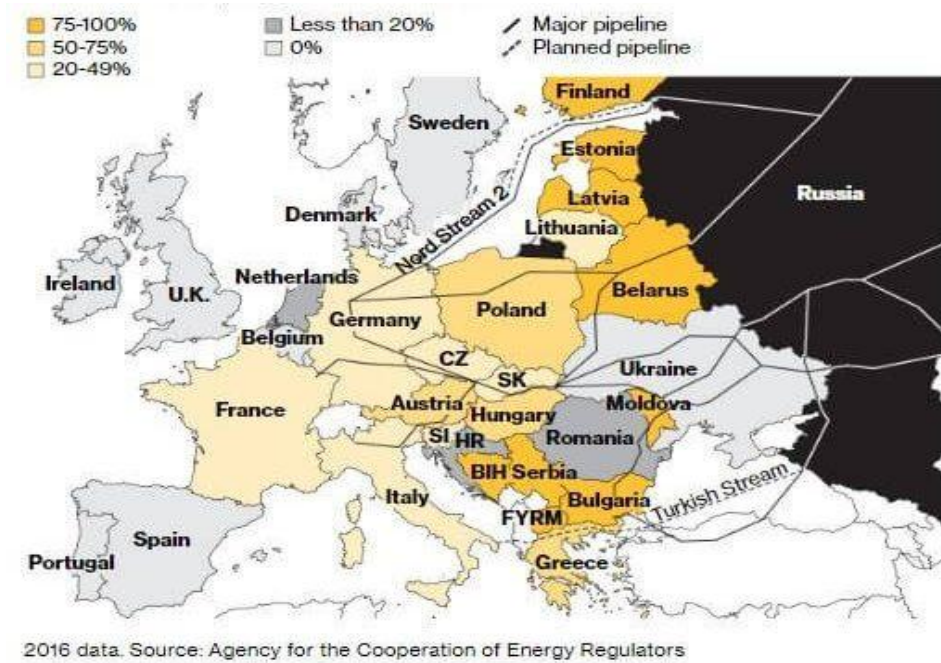 75-100%
50-75%
20-49%
Less than 20%
0%
Major pipeline
Planned pipeline
Finland
Sweden
Estonia
Russia
Latvia
Denmark
Lithuania
Nord Stream 2
Ireland
Netherlands
U.K.
Belarus
Germany
Poland
Belgium
CZ
Ukraine
SK
France
Austria
Moldova
Hungary
SI
HR
Romania
BIH
Serbia
Italy
Bulgaria
Turkish Stream
FYRM
Spain
Portugal
Greece
2016 data. Source: Agency for the Cooperation of Energy Regulators